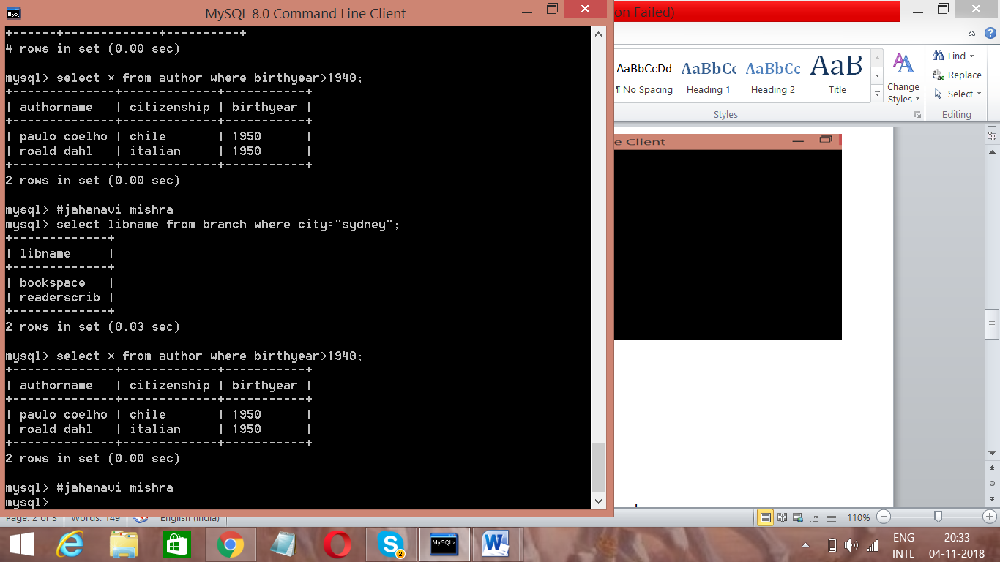 MySQL 8.0 Command Line Client
+------+--------------+-----------+
4 rows in set (0.00 sec)
mysql> select * from author where birthyear>1940;
+--------------+-------------+-----------+
| authorname   | citizenship | birthyear |
+--------------+-------------+-----------+
| paulo coelho | chile       | 1950      |
| roald dahl   | italian     | 1950      |
+--------------+-------------+-----------+
2 rows in set (0.00 sec)
mysql> #jahanavi mishra
mysql> select libname from branch where city="sydney";
+-------------+
| libname     |
+-------------+
| bookspace   |
| readerscrib |
+-------------+
2 rows in set (0.03 sec)
mysql> select * from author where birthyear>1940;
+--------------+-------------+-----------+
| authorname   | citizenship | birthyear |
+--------------+-------------+-----------+
| paulo coelho | chile       | 1950      |
| roald dahl   | italian     | 1950      |
+--------------+-------------+-----------+
2 rows in set (0.00 sec)
mysql> #jahanavi mishra
mysql>
on Failed)
AaBbCcDd AaBbCc AaBbCc AaB
¶ No Spacing Heading 1 Heading 2 Title
Change
Styles
Styles
Find
Replace
Select
Editing
e Client
Page: 2 of 3 Words: 149 English (India)
110%
MySQL>
2
ENG
INTL
20:33
04-11-2018